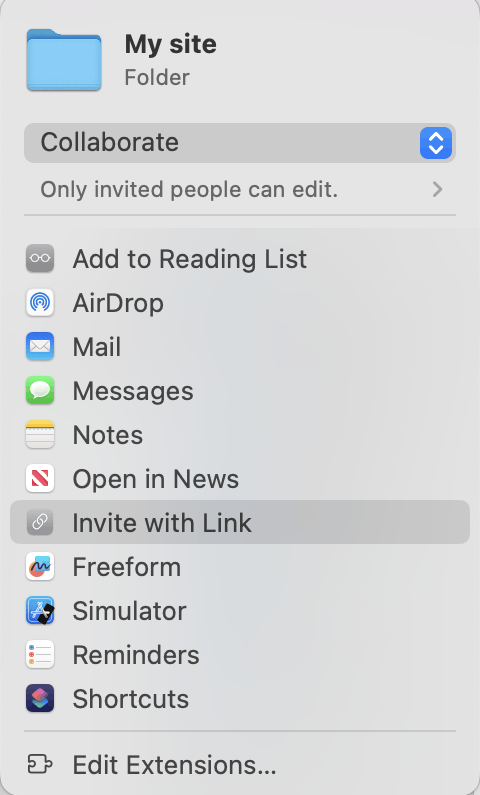 My site
Folder
Collaborate
Only invited people can edit.
Add to Reading List
AirDrop
Mail
Messages
Notes
Open in News
Invite with Link
Freeform
Simulator
Reminders
Shortcuts
Edit Extensions...